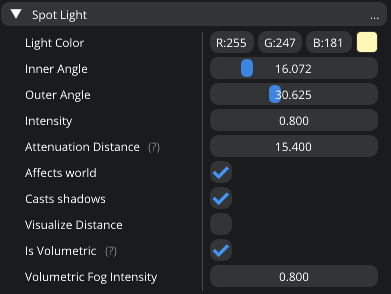 Spot Light ...
Light Color R:255 G:247 B:181
Inner Angle 16.072
Outer Angle 30.625
Intensity 0.800
Attenuation Distance (?) 15.400
Affects world
Casts shadows
Visualize Distance
Is Volumetric (?)
Volumetric Fog Intensity 0.800